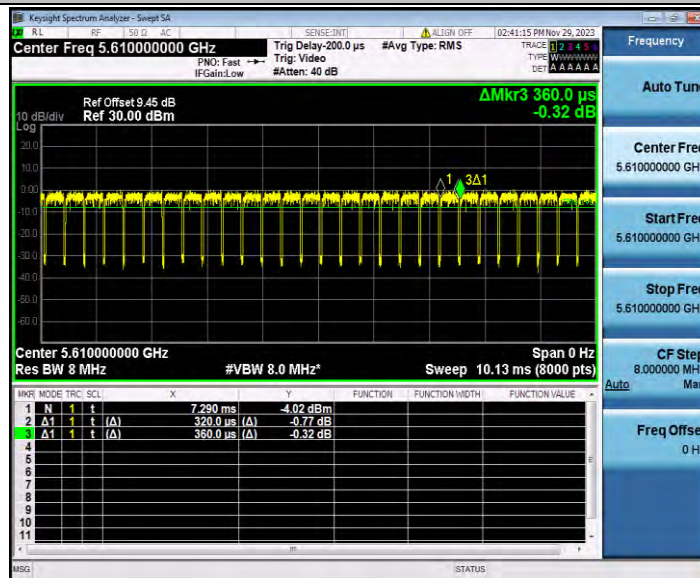 Keysight Spectrum Analyzer - Swept SA
RL RF 50 Ω AC SENSE:INT ALIGN OFF 02:41:15 PM Nov 29, 2023
Center Freq 5.610000000 GHz
PNO: Fast
IFGain:Low
Trig Delay-200.0 µs
Trig: Video
#Atten: 40 dB
#Avg Type: RMS
TRACE 1 2 3 4 5 6
TYPE W
DET A A A A A A
Frequency
Auto Tune
Center Freq
5.610000000 GH
Start Freq
5.610000000 GH
Stop Freq
5.610000000 GH
CF Step
8.000000 MH
Auto Ma
Freq Offse
0 H
ΔMkr3 360.0 µs
-0.32 dB
Ref Offset 9.45 dB
10 dB/div Ref 30.00 dBm
Log
20.0
10.0
0.00
-10.0
-20.0
-30.0
-40.0
-50.0
-60.0
1 3Δ1
Center 5.610000000 GHz Span 0 Hz
Res BW 8 MHz #VBW 8.0 MHz* Sweep 10.13 ms (8000 pts)
MKR MODE TRC SCL X Y FUNCTION FUNCTION WIDTH FUNCTION VALUE
1 N 1 t 7.290 ms -4.02 dBm
2 Δ1 1 t (Δ) 320.0 µs (Δ) -0.77 dB
3 Δ1 1 t (Δ) 360.0 µs (Δ) -0.32 dB
4
5
6
7
8
9
10
11
MSG STATUS